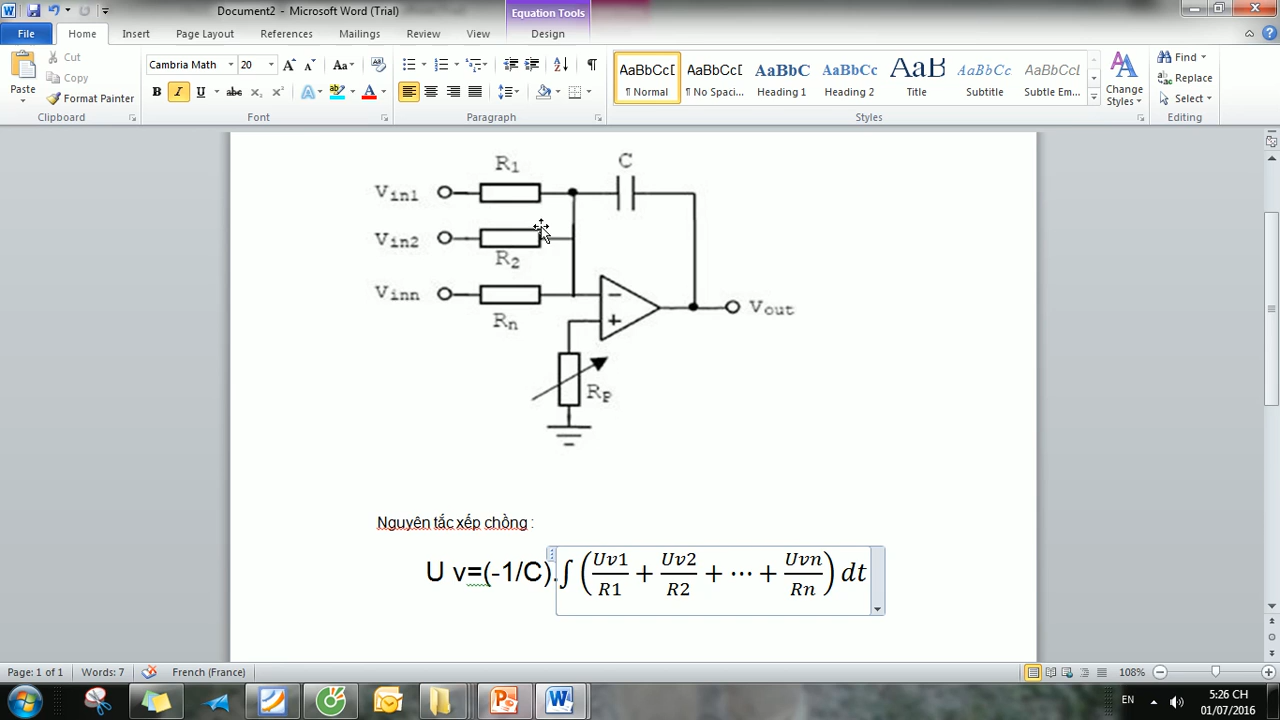 Document2 - Microsoft Word (Trial)
Equation Tools
File Home Insert Page Layout References Mailings Review View Design
Paste
Cut
Copy
Format Painter
Cambria Math 20
AaBbCcD AaBbCcD AaBbC AaBbCc AaB AaBbCc AaBbCcD
¶ Normal ¶ No Spaci... Heading 1 Heading 2 Title Subtitle Subtle Em...
Change Styles
Find
Replace
Select
Clipboard Font Paragraph Styles Editing
R1 C
Vin1
Vin2
R2
Vinn
Rn
Vout
RP
Nguyên tắc xếp chồng :
U v=(-1/C).∫(Uv1/R1 + Uv2/R2 + ⋯ + Uvn/Rn) dt
Page: 1 of 1 Words: 7 French (France) 108%
EN 5:26 CH
01/07/2016